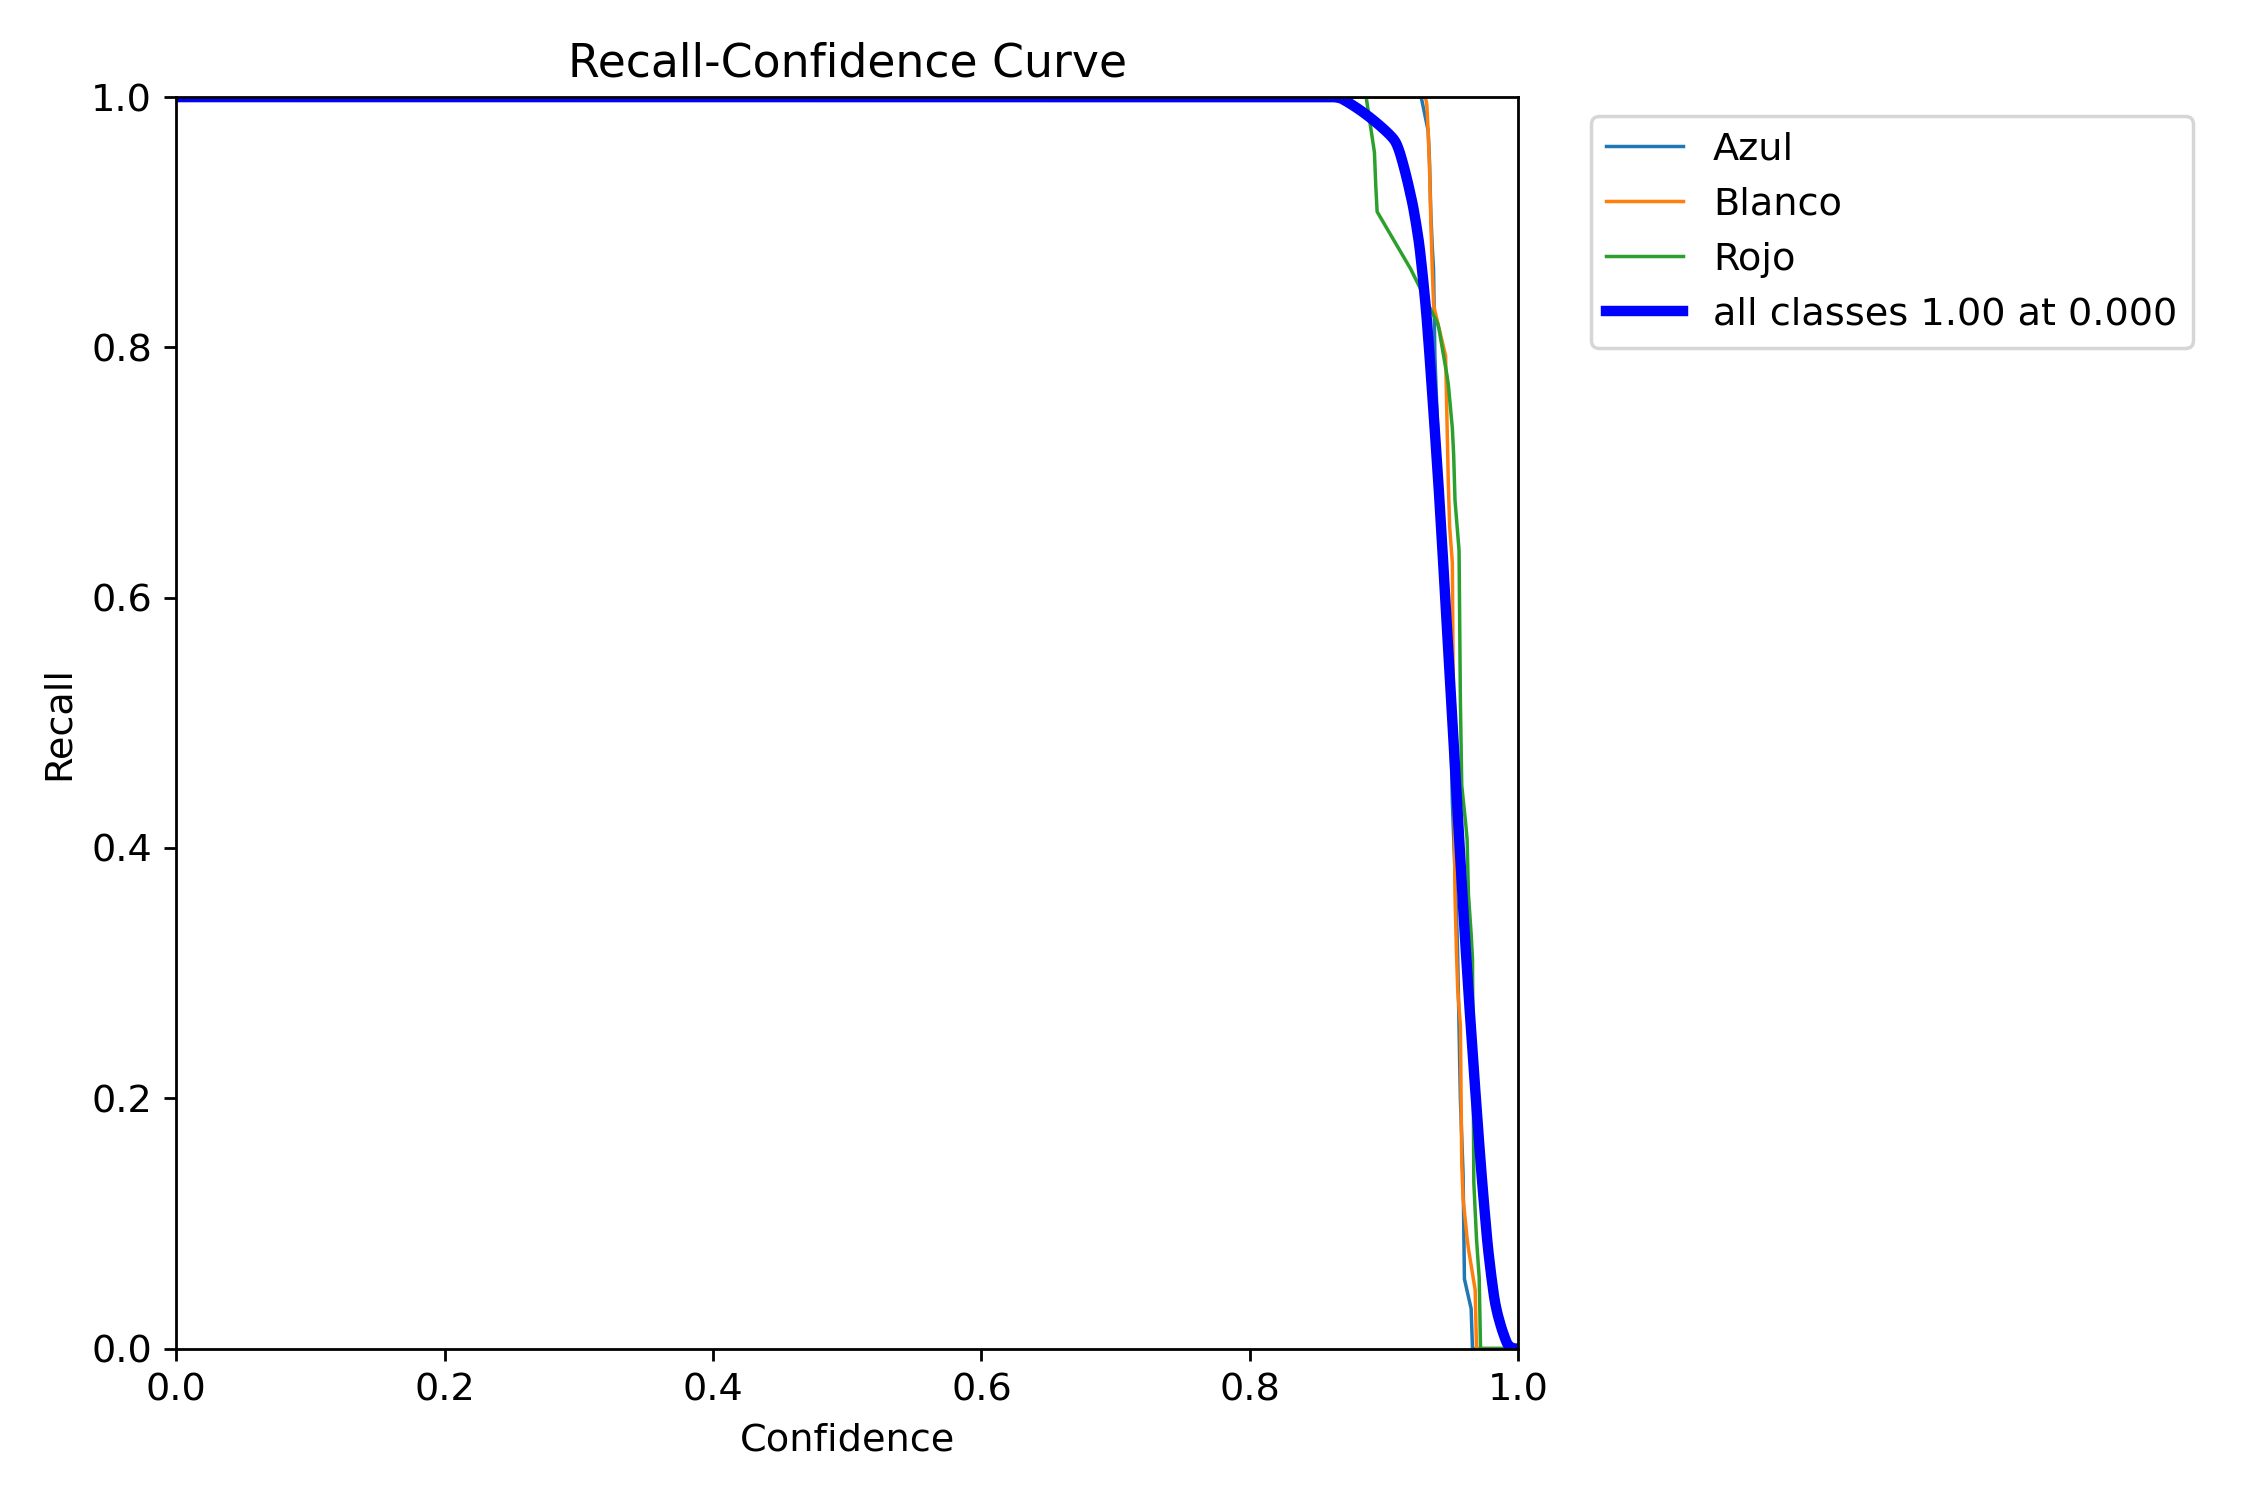 Recall-Confidence Curve
1.0
0.8
0.6
0.4
0.2
0.0
Recall
0.0 0.2 0.4 0.6 0.8 1.0
Confidence
Azul
Blanco
Rojo
all classes 1.00 at 0.000